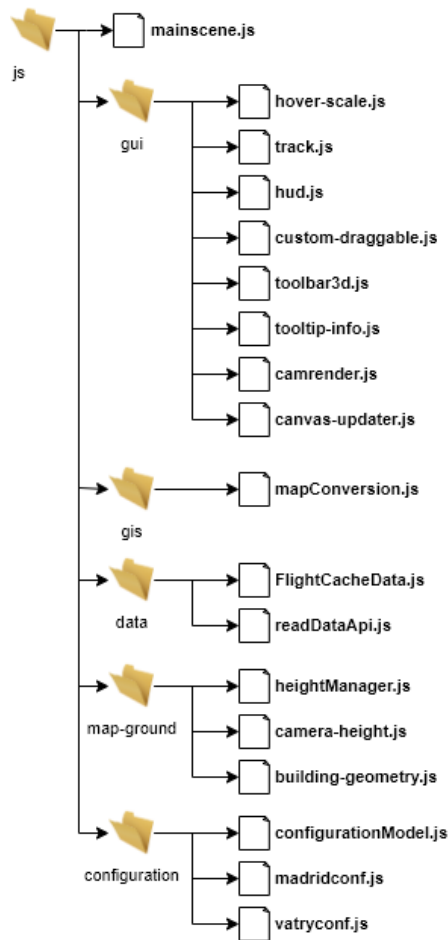 mainscene.js
js
hover-scale.js
gui
track.js
hud.js
custom-draggable.js
toolbar3d.js
tooltip-info.js
camrender.js
canvas-updater.js
mapConversion.js
gis
FlightCacheData.js
data
readDataApi.js
heightManager.js
map-ground
camera-height.js
building-geometry.js
configurationModel.js
configuration
madridconf.js
vatryconf.js